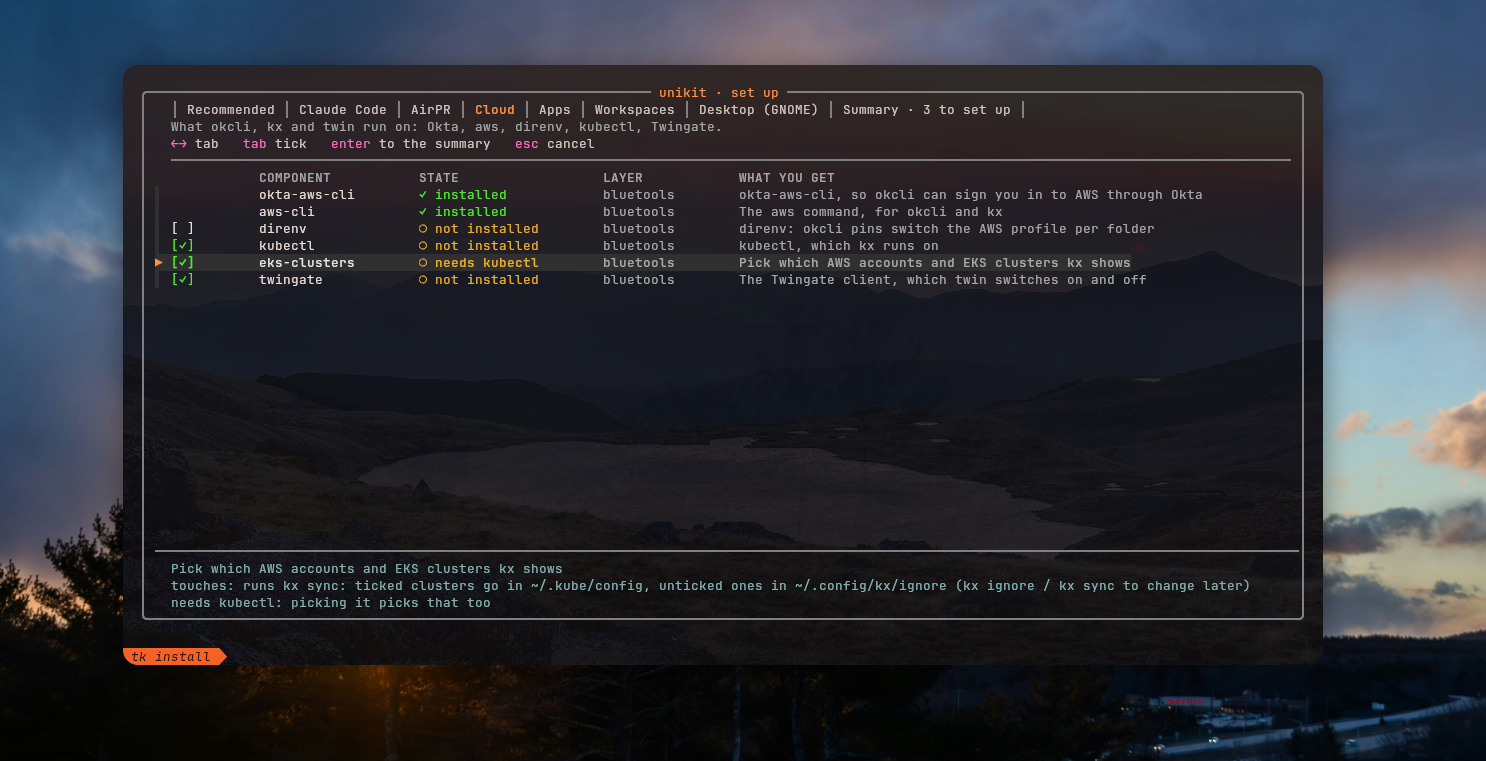 unikit · set up
│ Recommended │ Claude Code │ AirPR │ Cloud │ Apps │ Workspaces │ Desktop (GNOME) │ Summary · 3 to set up │
What okcli, kx and twin run on: Okta, aws, direnv, kubectl, Twingate.
↔ tab   tab tick   enter to the summary   esc cancel
COMPONENT   STATE   LAYER   WHAT YOU GET
okta-aws-cli   ✓ installed   bluetools   okta-aws-cli, so okcli can sign you in to AWS through Okta
aws-cli   ✓ installed   bluetools   The aws command, for okcli and kx
[ ]   direnv   ○ not installed   bluetools   direnv: okcli pins switch the AWS profile per folder
[✓]   kubectl   ○ not installed   bluetools   kubectl, which kx runs on
▶ [✓]   eks-clusters   ○ needs kubectl   bluetools   Pick which AWS accounts and EKS clusters kx shows
[✓]   twingate   ○ not installed   bluetools   The Twingate client, which twin switches on and off
Pick which AWS accounts and EKS clusters kx shows
touches: runs kx sync: ticked clusters go in ~/.kube/config, unticked ones in ~/.config/kx/ignore (kx ignore / kx sync to change later)
needs kubectl: picking it picks that too
tk install